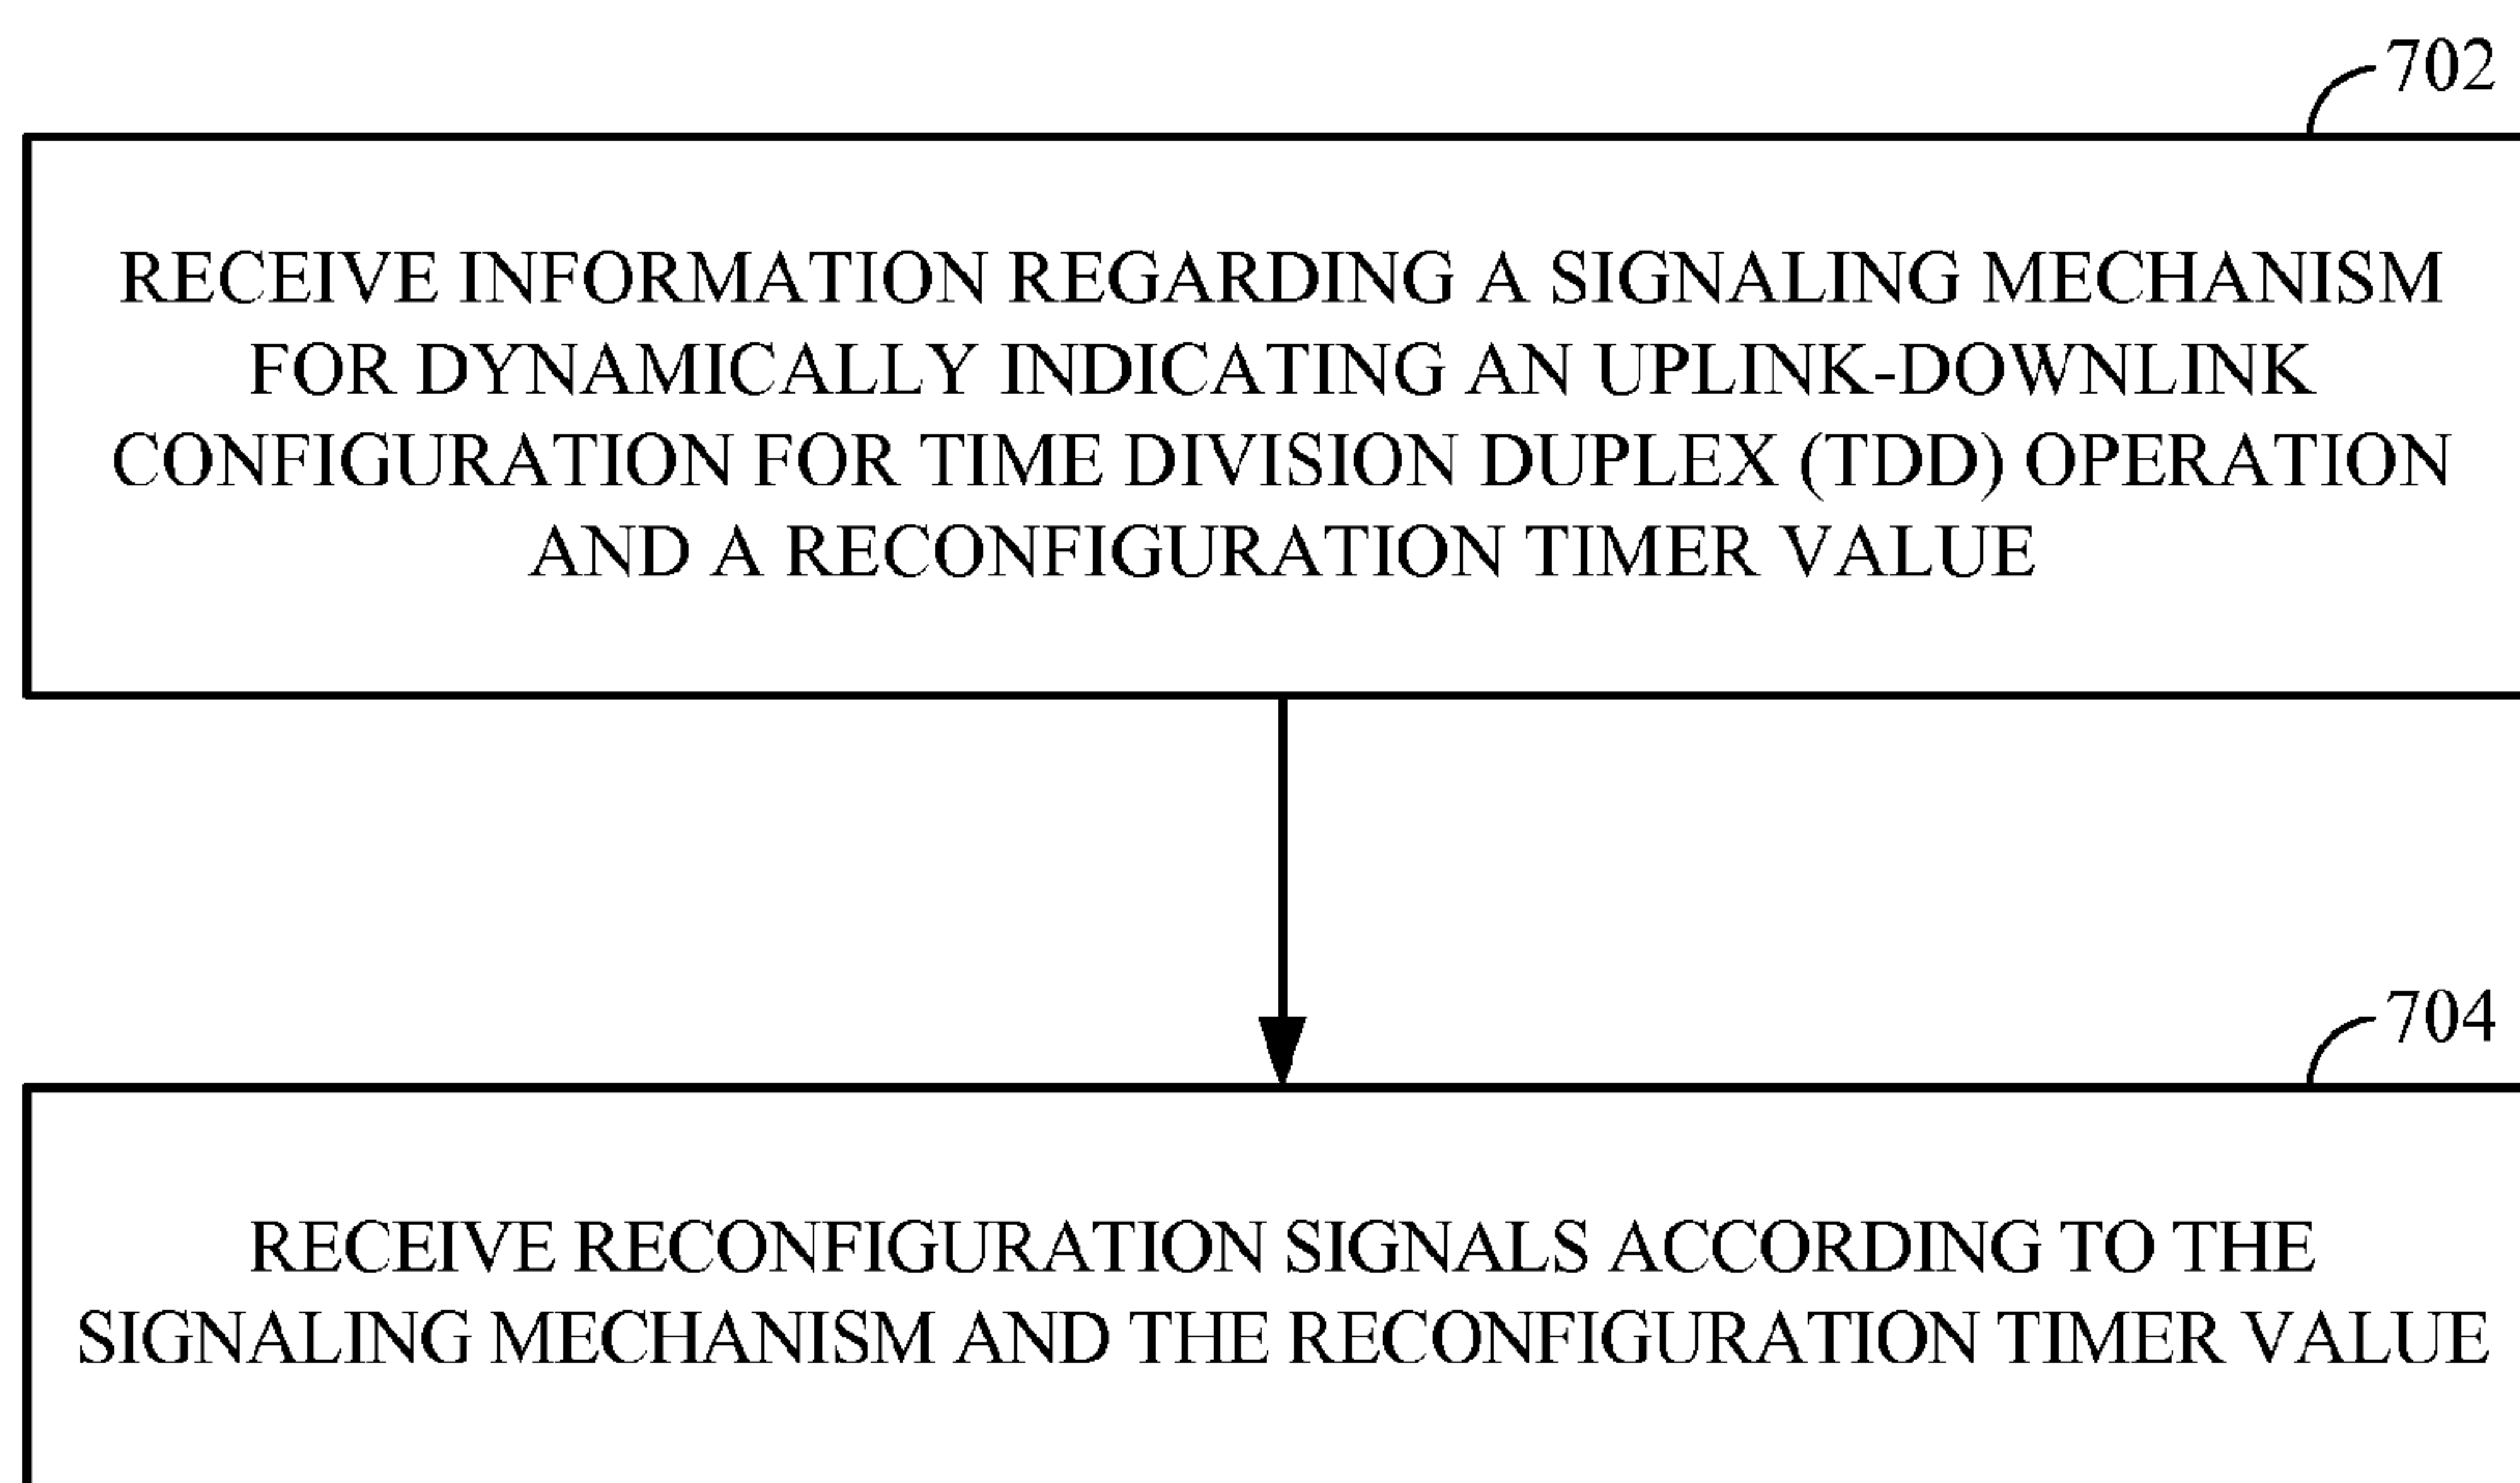 702
RECEIVE INFORMATION REGARDING A SIGNALING MECHANISM
FOR DYNAMICALLY INDICATING AN UPLINK-DOWNLINK
CONFIGURATION FOR TIME DIVISION DUPLEX (TDD) OPERATION
AND A RECONFIGURATION TIMER VALUE
704
RECEIVE RECONFIGURATION SIGNALS ACCORDING TO THE
SIGNALING MECHANISM AND THE RECONFIGURATION TIMER VALUE